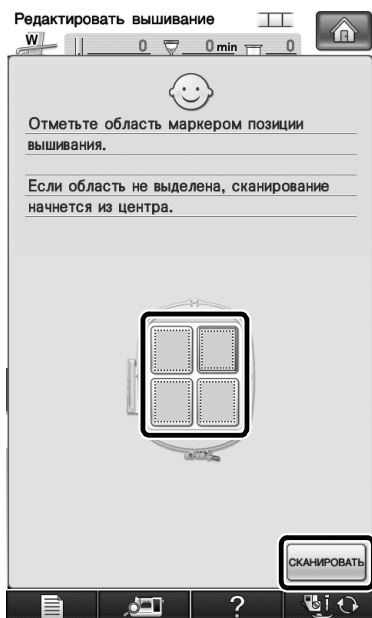 Редактировать вышивание
W 0 0 min 0
Отметьте область маркером позиции
вышивания.
Если область не выделена, сканирование
начнется из центра.
СКАНИРОВАТЬ
?